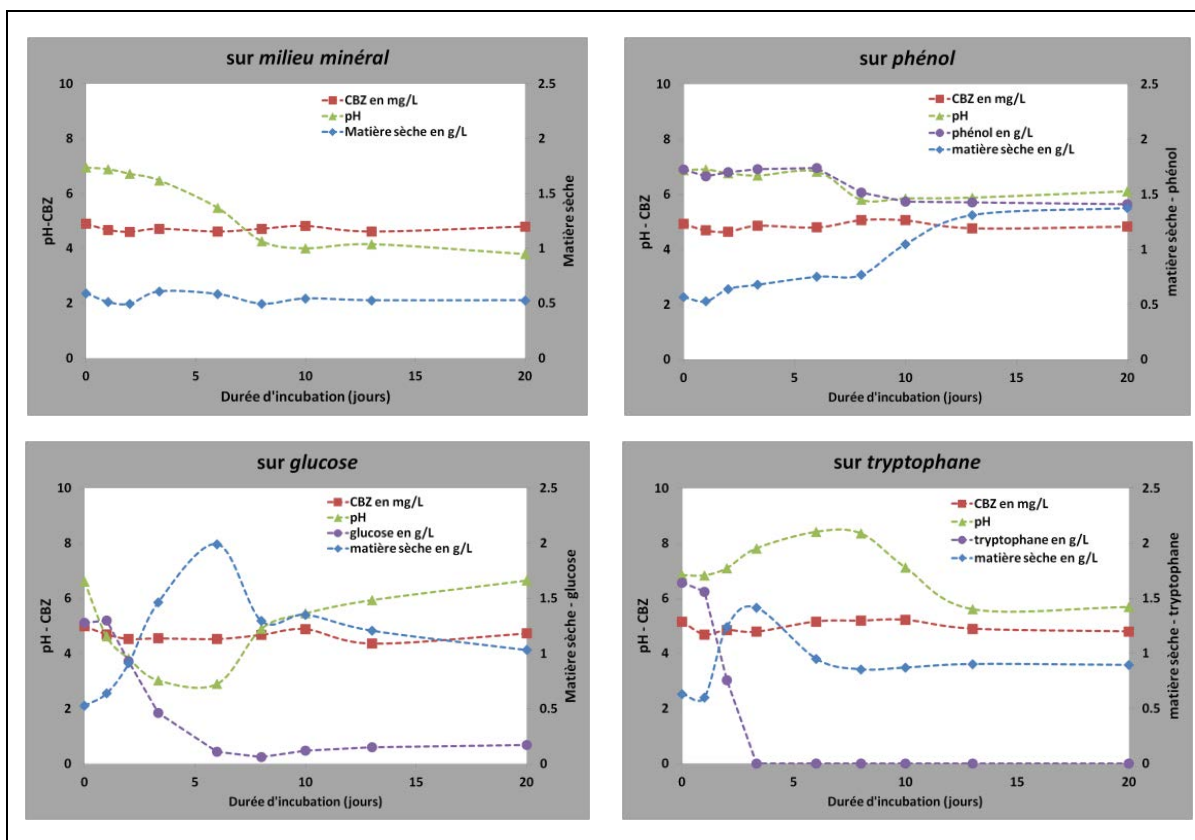 sur milieu minéral
10
8
6
4
2
0
pH-CBZ
CBZ en mg/L
pH
Matière sèche en g/L
2.5
2
1.5
1
0.5
0
Matière sèche
0 5 10 15 20
Durée d'incubation (jours)
sur phénol
10
8
6
4
2
0
pH - CBZ
CBZ en mg/L
pH
phénol en g/L
matière sèche en g/L
2.5
2
1.5
1
0.5
0
matière sèche - phénol
0 5 10 15 20
Durée d'incubation (jours)
sur glucose
10
8
6
4
2
0
pH - CBZ
CBZ en mg/L
pH
glucose en g/L
matière sèche en g/L
2.5
2
1.5
1
0.5
0
Matière sèche - glucose
0 5 10 15 20
Durée d'incubation (jours)
sur tryptophane
10
8
6
4
2
0
pH - CBZ
CBZ en mg/L
pH
tryptophane en g/L
matière sèche en g/L
2.5
2
1.5
1
0.5
0
matière sèche - tryptophane
0 5 10 15 20
Durée d'incubation (jours)